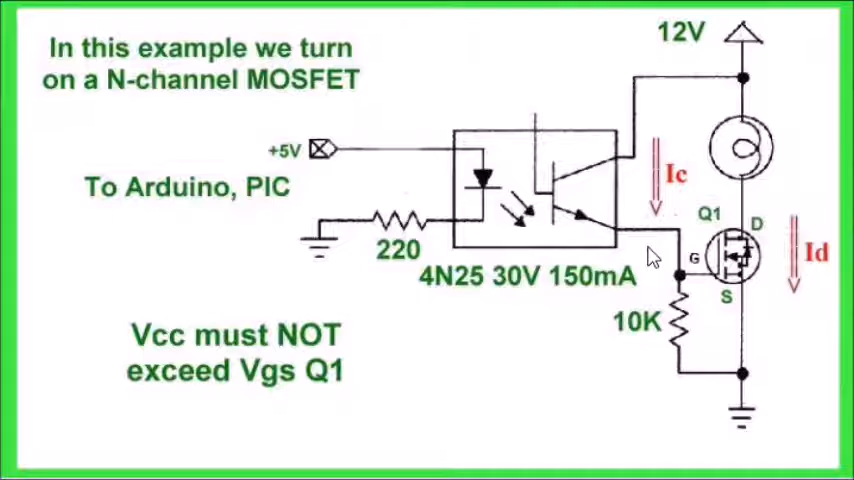 In this example we turn
on a N-channel MOSFET
12V
+5V
To Arduino, PIC
Ic
Q1
D
G
Id
220
4N25 30V 150mA
S
10K
Vcc must NOT
exceed Vgs Q1